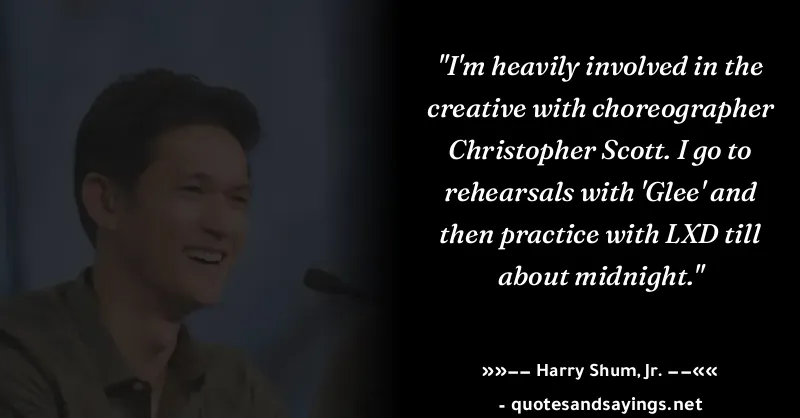 "I'm heavily involved in the
creative with choreographer
Christopher Scott. I go to
rehearsals with 'Glee' and
then practice with LXD till
about midnight."
»»−− Harry Shum, Jr. −−««
- quotesandsayings.net